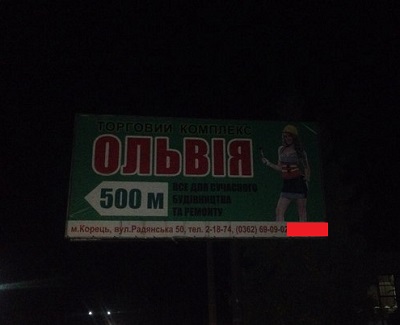 ТОРГОВИЙ КОМПЛЕКС
ОЛЬВІЯ
500 м
ВСЕ ДЛЯ СУЧАСНОГО
БУДІВНИЦТВА
ТА РЕМОНТУ
м.Корець, вул.Радянська 50, тел. 2-18-74, (0362) 69-09-02